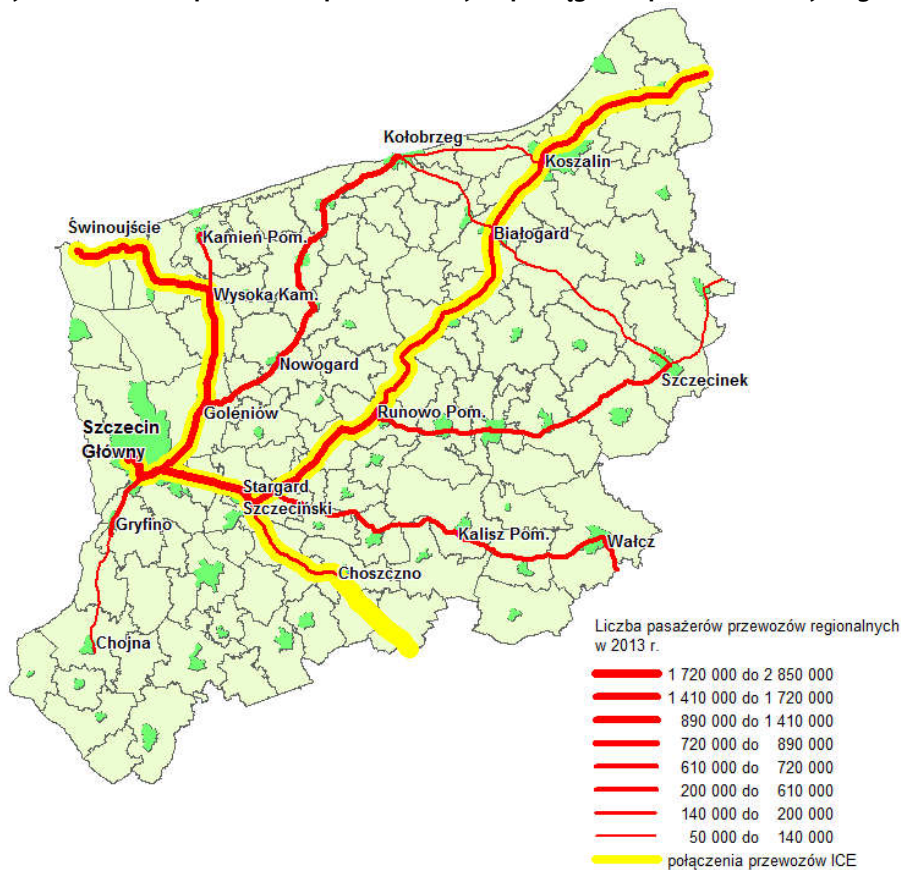 Kołobrzeg
Koszalin
Świnoujście
Kamień Pom.
Białogard
Wysoka Kam.
Nowogard
Szczecinek
Goleniów
Runowo Pom.
Szczecin
Główny
Stargard
Szczeciński
Gryfino
Kalisz Pom.
Wałcz
Choszczno
Chojna
Liczba pasażerów przewozów regionalnych
w 2013 r.
1 720 000 do 2 850 000
1 410 000 do 1 720 000
890 000 do 1 410 000
720 000 do 890 000
610 000 do 720 000
200 000 do 610 000
140 000 do 200 000
50 000 do 140 000
połączenia przewozów ICE